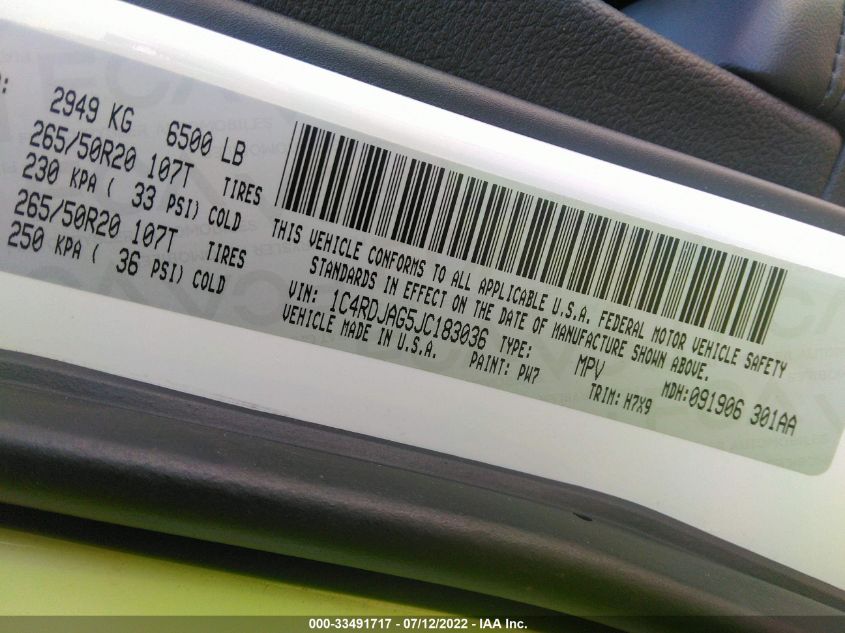 2949 KG 6500 LB
265/50R20 107T TIRES
230 KPA ( 33 PSI) COLD
265/50R20 107T TIRES
250 KPA ( 36 PSI) COLD
THIS VEHICLE CONFORMS TO ALL APPLICABLE U.S.A. FEDERAL MOTOR VEHICLE SAFETY
STANDARDS IN EFFECT ON THE DATE OF MANUFACTURE SHOWN ABOVE.
VIN: 1C4RDJAG5JC183036 TYPE: MPV MDH:091906 301AA
VEHICLE MADE IN U.S.A. PAINT: PW7 TRIM: H7X9
000-33491717 - 07/12/2022 - IAA Inc.